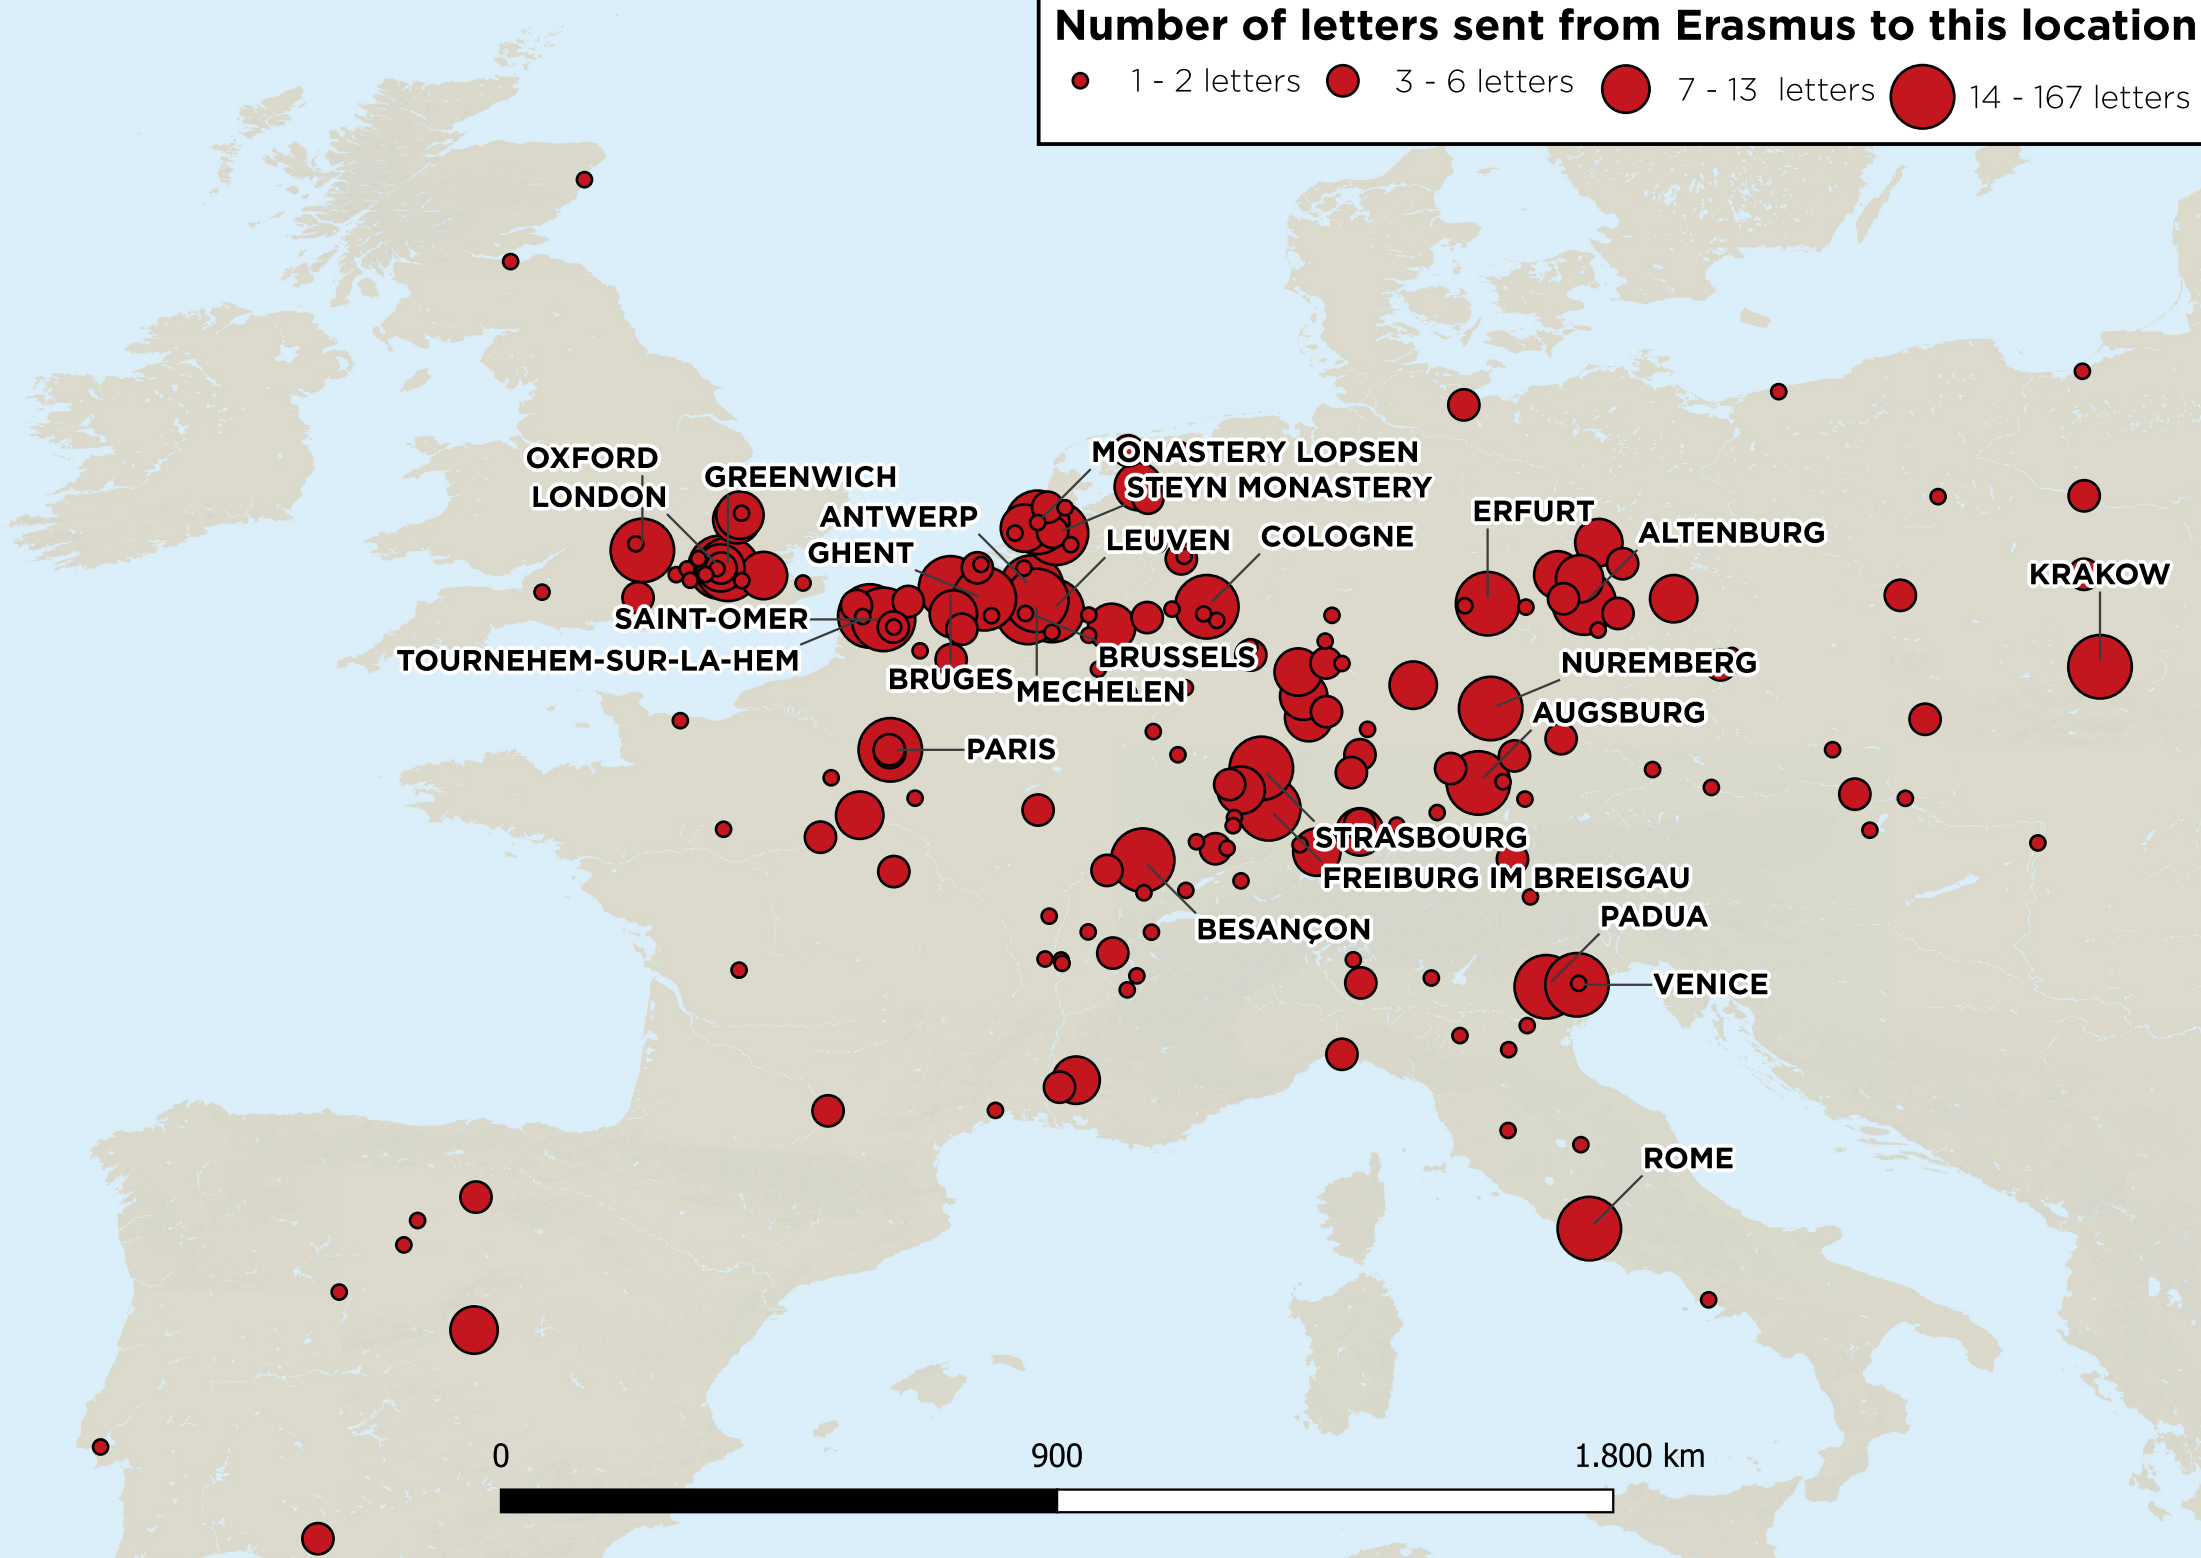 Number of letters sent from Erasmus to this location
1 - 2 letters
3 - 6 letters
7 - 13 letters
14 - 167 letters
OXFORD
LONDON
GREENWICH
MONASTERY LOPSEN
STEYN MONASTERY
ANTWERP
GHENT
LEUVEN
COLOGNE
ERFURT
ALTENBURG
KRAKOW
SAINT-OMER
TOURNEHEM-SUR-LA-HEM
BRUGES
BRUSSELS
MECHELEN
NUREMBERG
AUGSBURG
PARIS
STRASBOURG
FREIBURG IM BREISGAU
BESANÇON
PADUA
VENICE
ROME
0 900 1.800 km